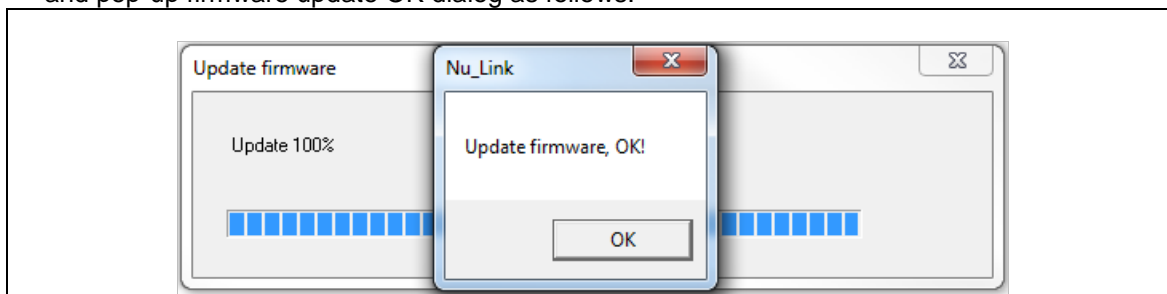 and pop-up firmware update OK dialog as follows.
Update firmware
Nu_Link
Update 100%
Update firmware, OK!
OK